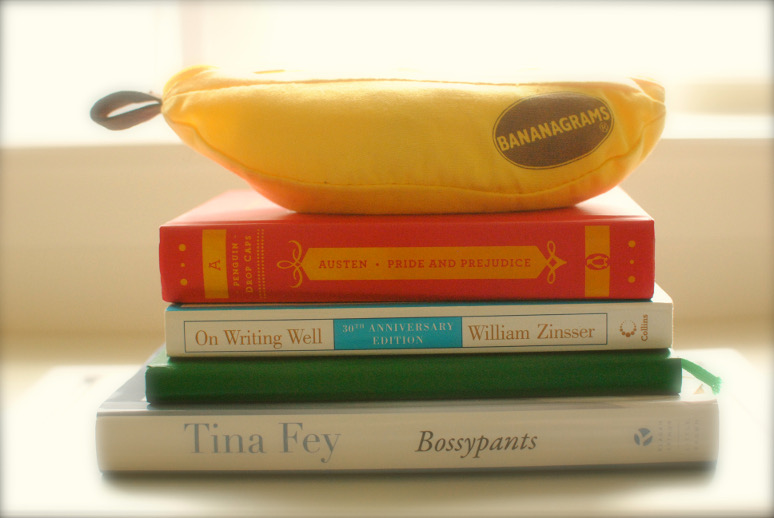 BANANAGRAMS
A
PENGUIN
DROP CAPS
AUSTEN • PRIDE AND PREJUDICE
On Writing Well
30TH ANNIVERSARY
EDITION
William Zinsser
Collins
Tina Fey
Bossypants